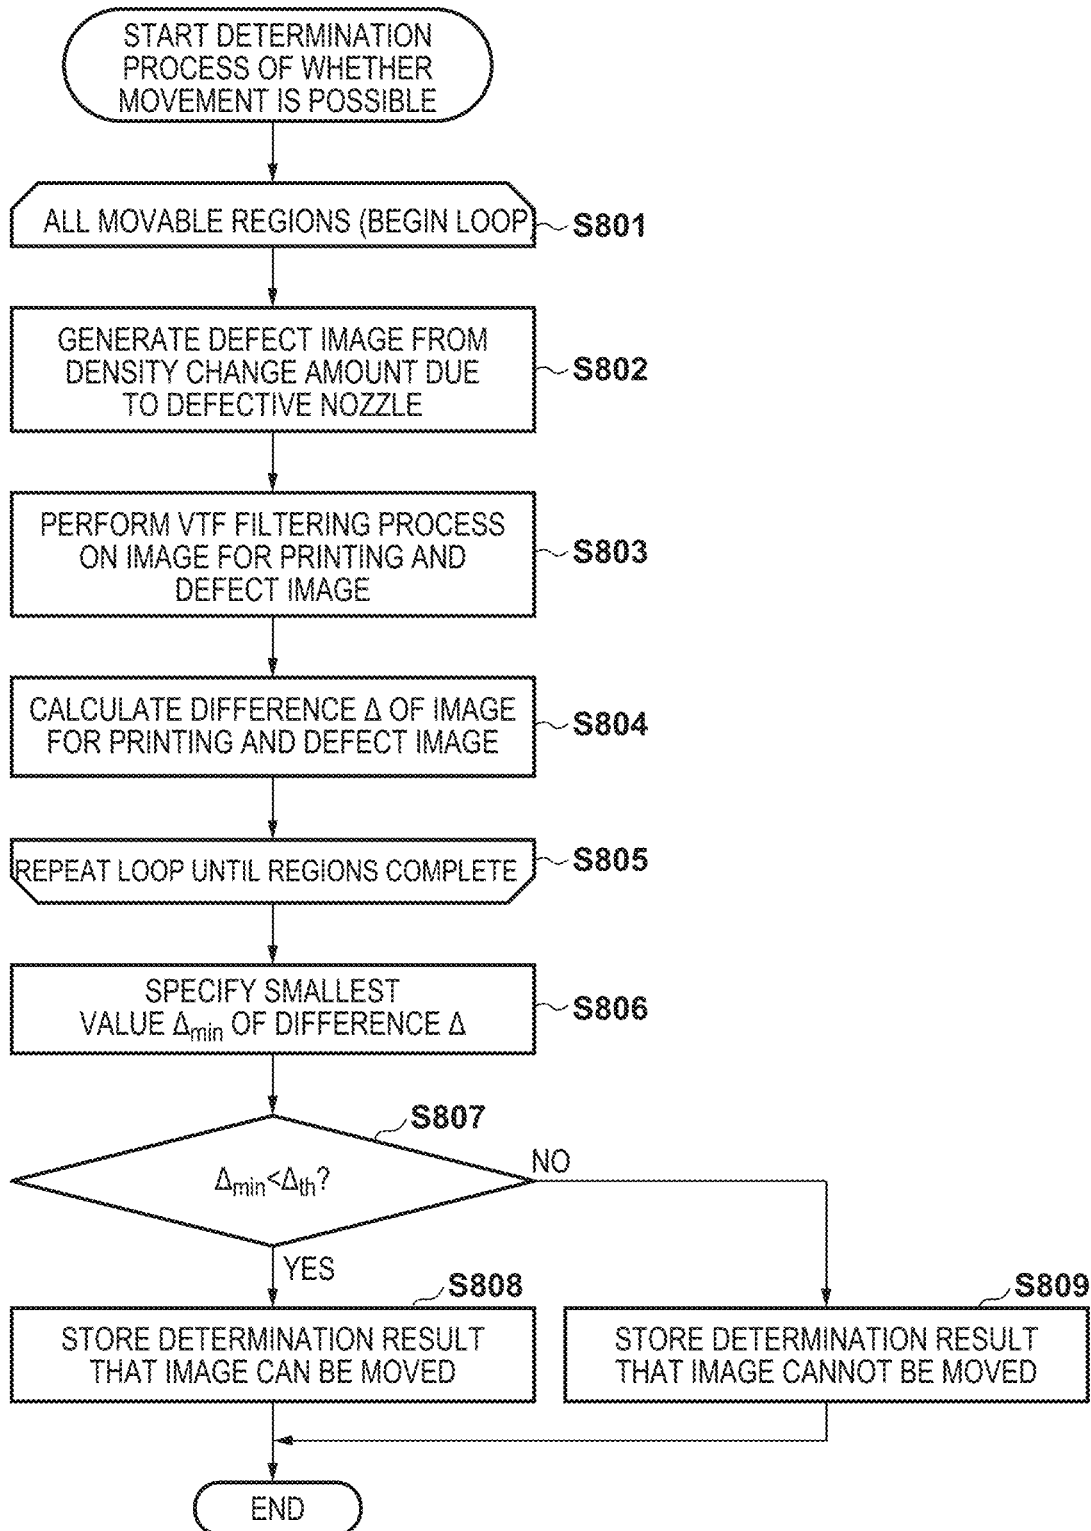 START DETERMINATION
PROCESS OF WHETHER
MOVEMENT IS POSSIBLE
ALL MOVABLE REGIONS (BEGIN LOOP
S801
GENERATE DEFECT IMAGE FROM
DENSITY CHANGE AMOUNT DUE
TO DEFECTIVE NOZZLE
S802
PERFORM VTF FILTERING PROCESS
ON IMAGE FOR PRINTING AND
DEFECT IMAGE
S803
CALCULATE DIFFERENCE Δ OF IMAGE
FOR PRINTING AND DEFECT IMAGE
S804
REPEAT LOOP UNTIL REGIONS COMPLETE
S805
SPECIFY SMALLEST
VALUE Δmin OF DIFFERENCE Δ
S806
S807
Δmin<Δth?
NO
YES
S808
STORE DETERMINATION RESULT
THAT IMAGE CAN BE MOVED
S809
STORE DETERMINATION RESULT
THAT IMAGE CANNOT BE MOVED
END